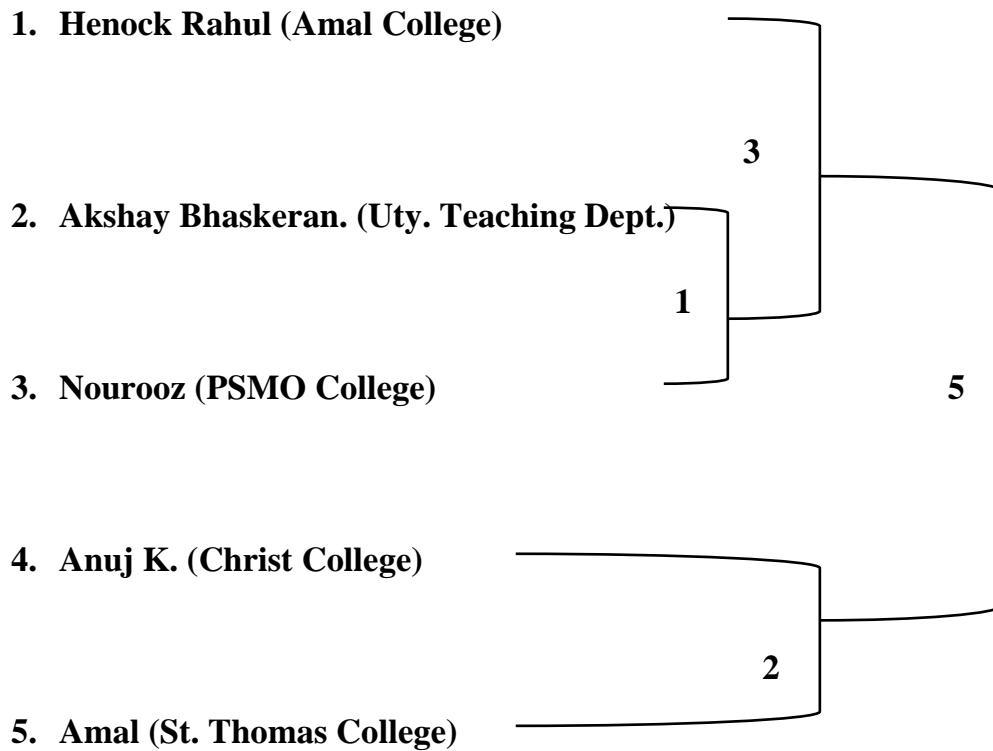 1. Henock Rahul (Amal College)
3
2. Akshay Bhaskeran. (Uty. Teaching Dept.)
1
3. Nourooz (PSMO College)
5
4. Anuj K. (Christ College)
2
5. Amal (St. Thomas College)